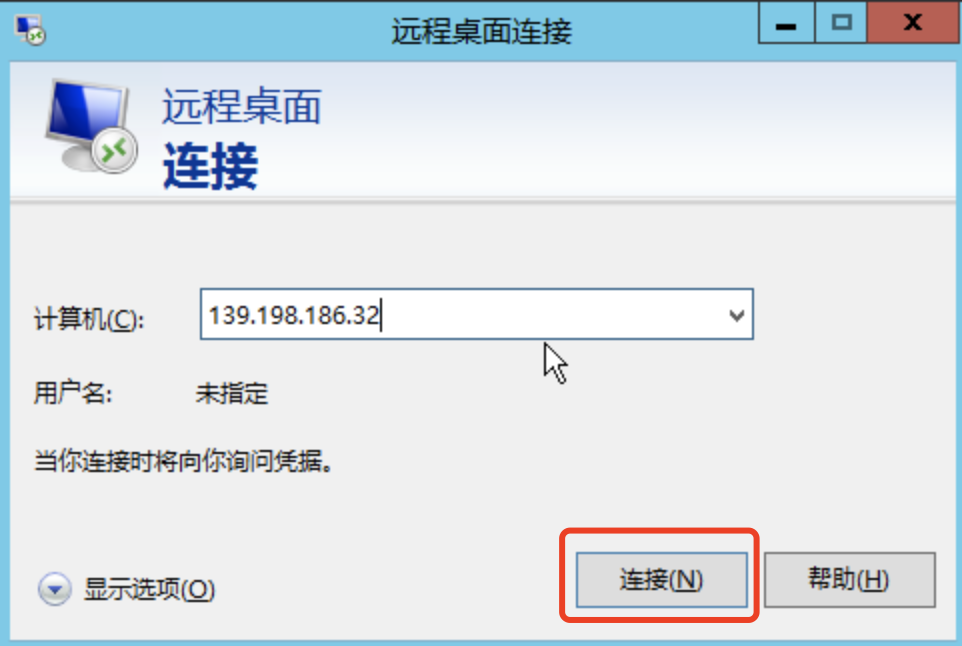 远程桌面连接
远程桌面
连接
计算机(C): 139.198.186.32
用户名: 未指定
当你连接时将向你询问凭据。
显示选项(O) 连接(N) 帮助(H)